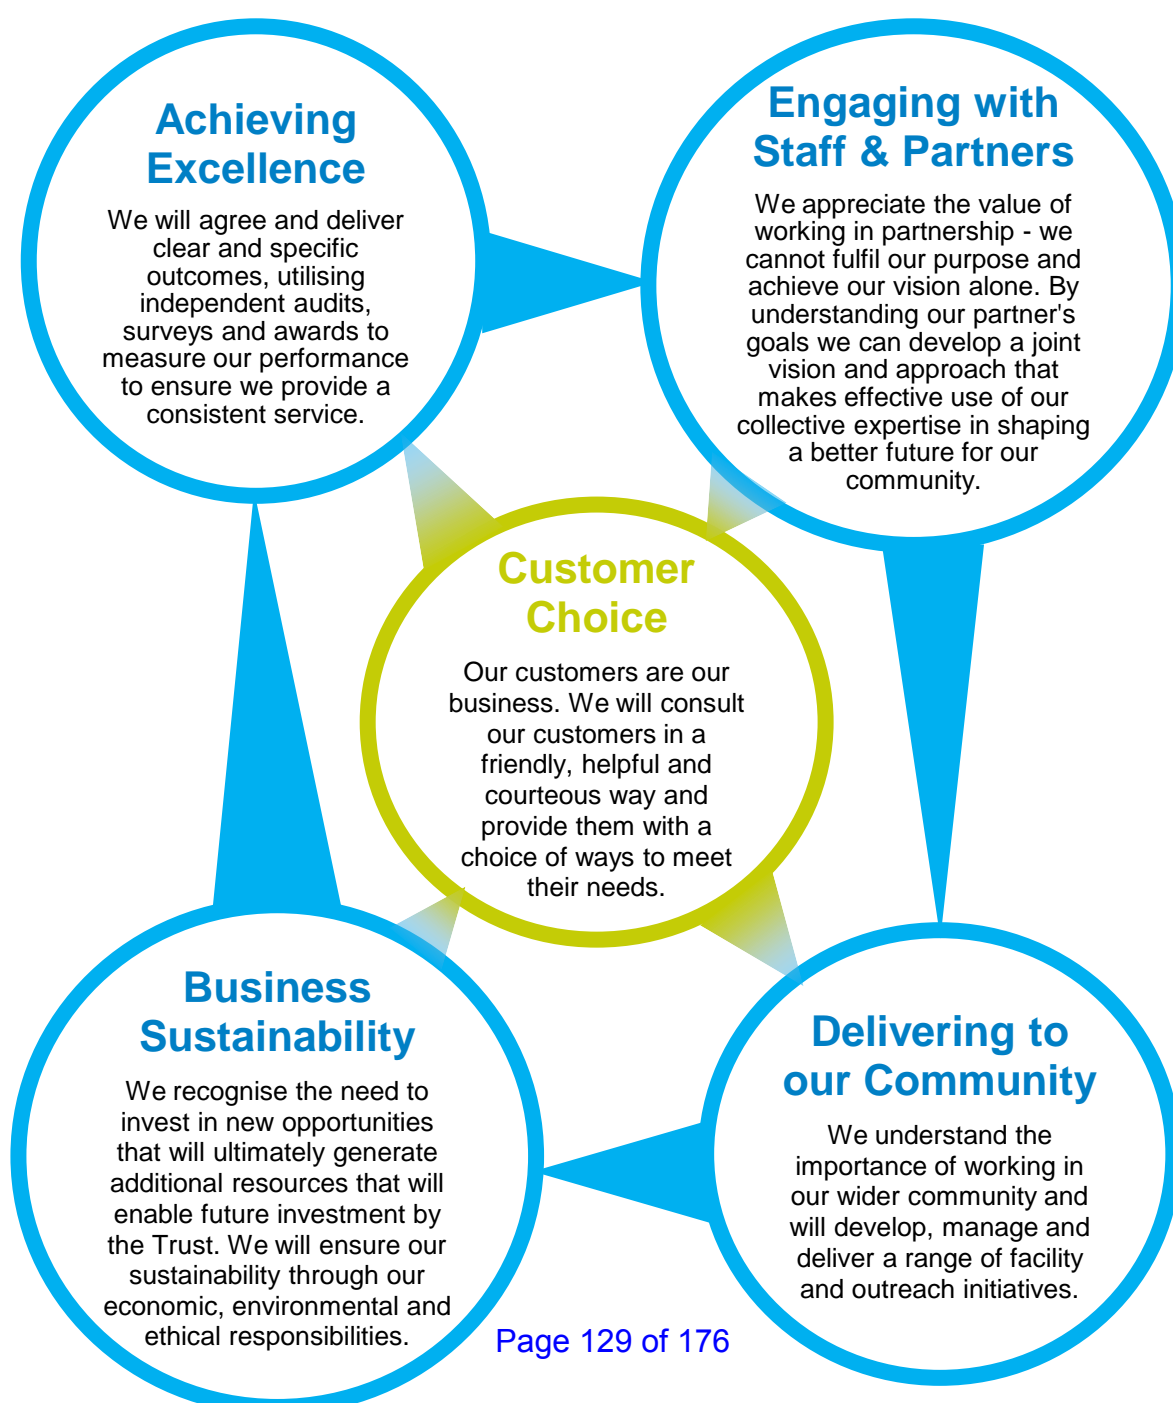 Achieving
Excellence
We will agree and deliver
clear and specific
outcomes, utilising
independent audits,
surveys and awards to
measure our performance
to ensure we provide a
consistent service.
Engaging with
Staff & Partners
We appreciate the value of
working in partnership - we
cannot fulfil our purpose and
achieve our vision alone. By
understanding our partner's
goals we can develop a joint
vision and approach that
makes effective use of our
collective expertise in shaping
a better future for our
community.
Customer
Choice
Our customers are our
business. We will consult
our customers in a
friendly, helpful and
courteous way and
provide them with a
choice of ways to meet
their needs.
Business
Sustainability
We recognise the need to
invest in new opportunities
that will ultimately generate
additional resources that will
enable future investment by
the Trust. We will ensure our
sustainability through our
economic, environmental and
ethical responsibilities.
Delivering to
our Community
We understand the
importance of working in
our wider community and
will develop, manage and
deliver a range of facility
and outreach initiatives.
Page 129 of 176